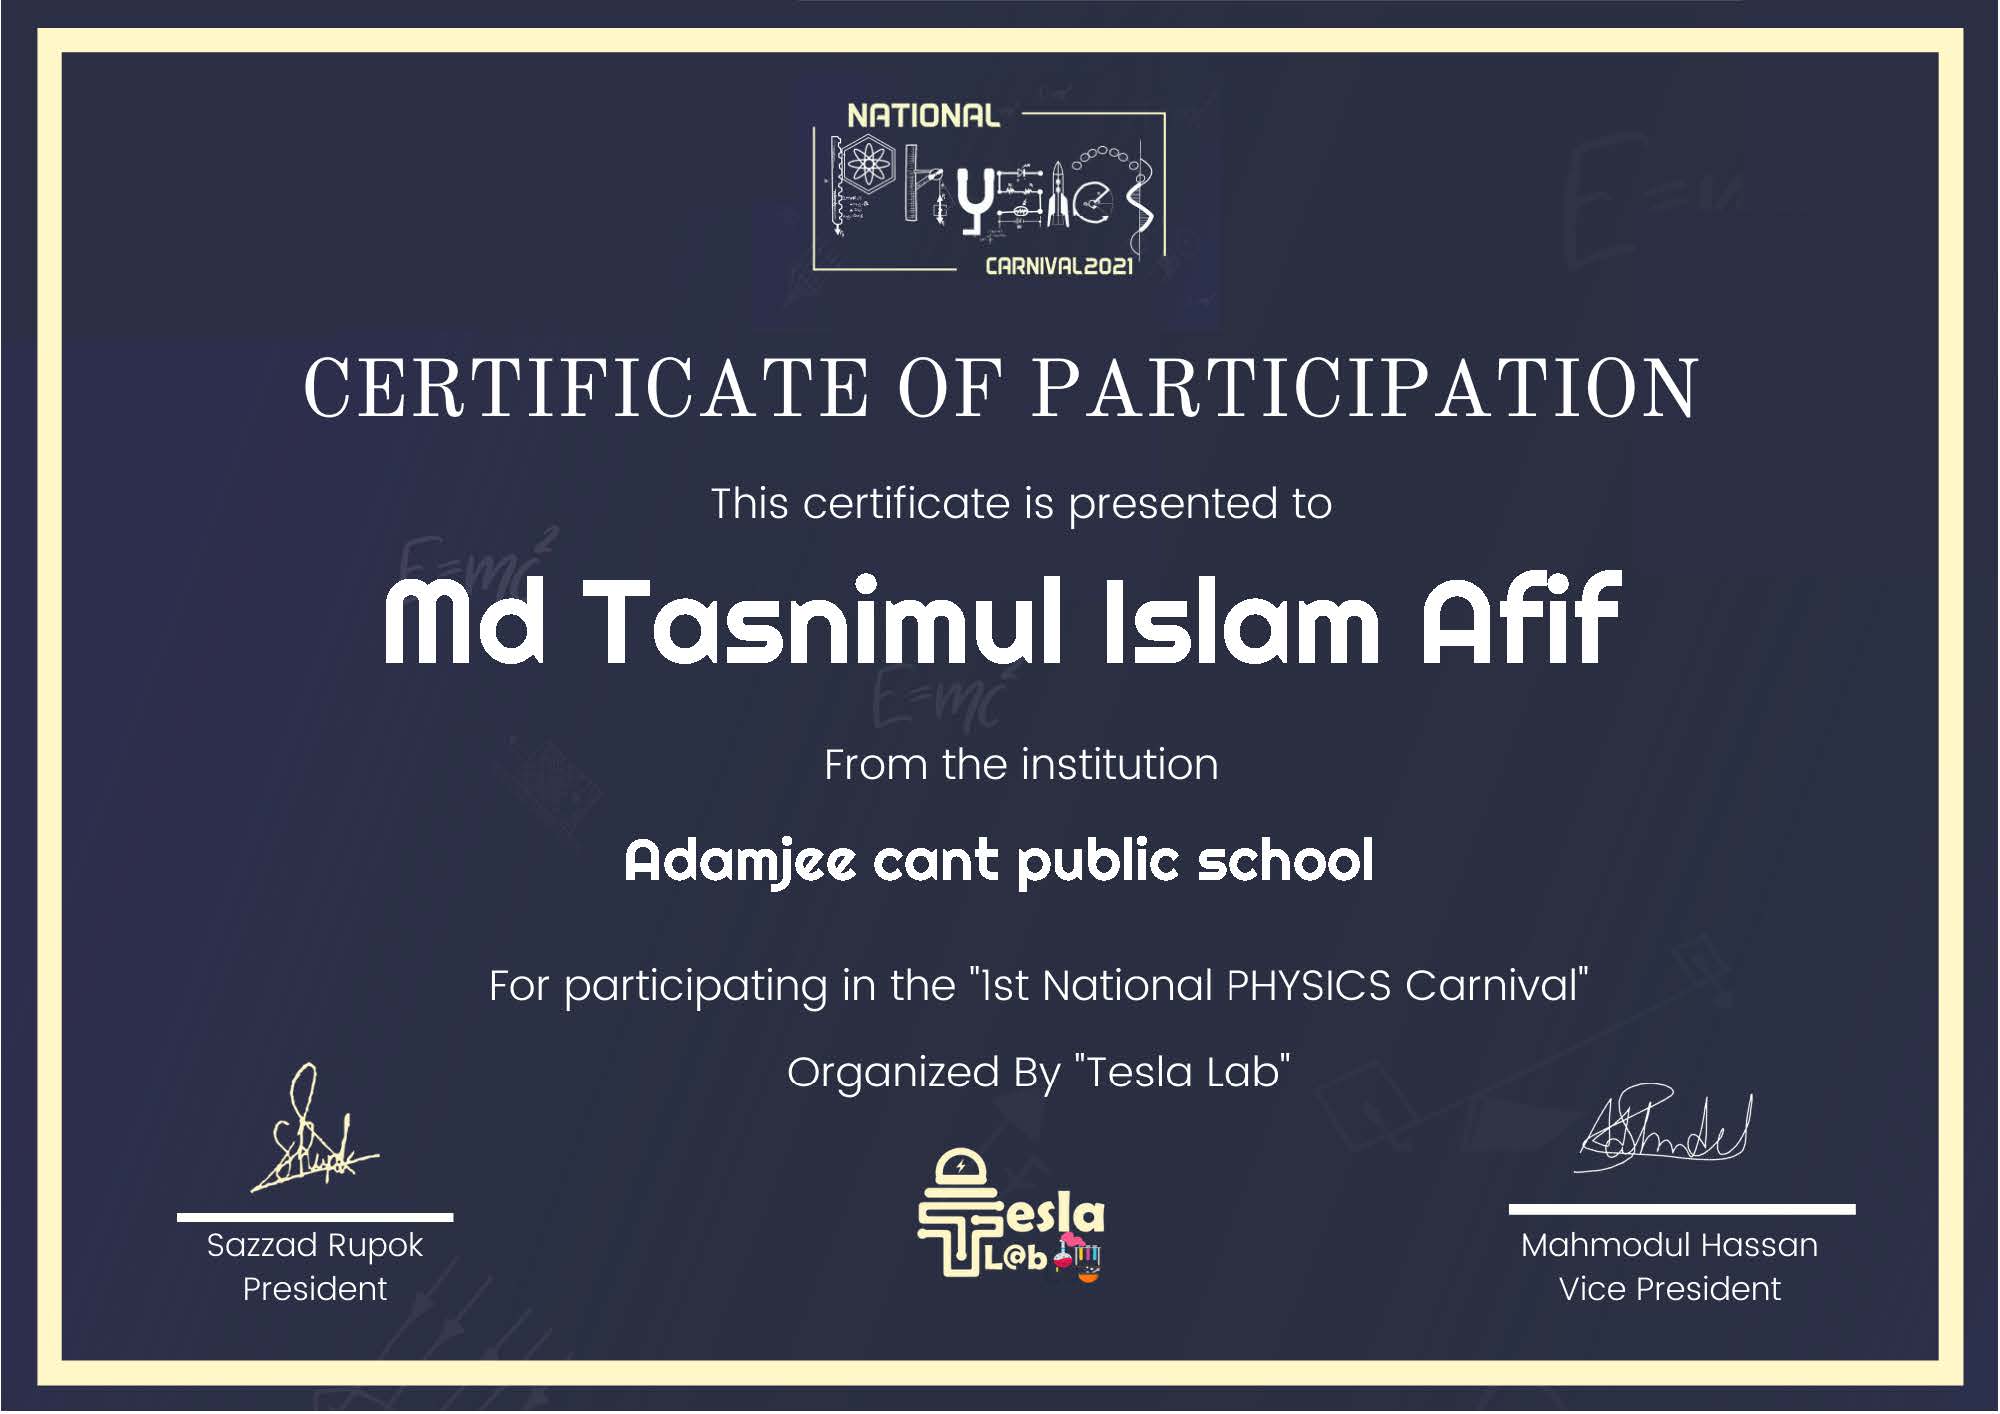 NATIONAL
Physics
CARNIVAL2021
CERTIFICATE OF PARTICIPATION
This certificate is presented to
Md Tasnimul Islam Afif
From the institution
Adamjee cant public school
For participating in the "1st National PHYSICS Carnival"
Organized By "Tesla Lab"
Tesla
L@b
Sazzad Rupok
President
Mahmodul Hassan
Vice President
E=mc²
E=mc²